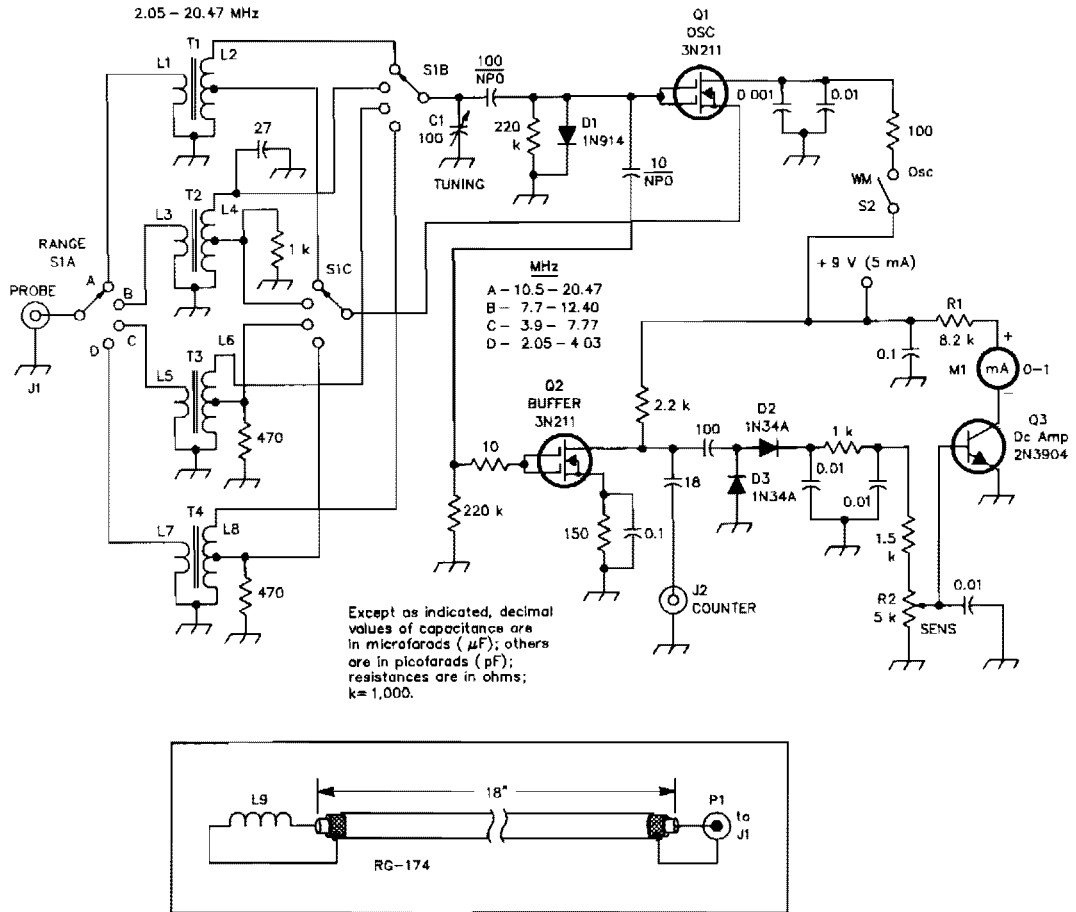 2.05 – 20.47 MHz
T1
L1
L2
S1B
100
NPO
C1
100
TUNING
220
k
D1
1N914
10
NPO
Q1
OSC
3N211
0.001
0.01
100
Osc
WM
S2
27
T2
L3
L4
1 k
S1C
RANGE
S1A
PROBE
J1
A
B
C
D
MHz
A – 10.5 – 20.47
B – 7.7 – 12.40
C – 3.9 – 7.77
D – 2.05 – 4.03
+ 9 V (5 mA)
R1
8.2 k
0.1
+
M1
mA
0-1
–
T3
L5
L6
470
Q2
BUFFER
3N211
2.2 k
10
220 k
150
0.1
100
18
D2
1N34A
D3
1N34A
1 k
0.01
0.01
Q3
Dc Amp
2N3904
1.5
k
R2
5 k
SENS
0.01
J2
COUNTER
T4
L7
L8
470
Except as indicated, decimal
values of capacitance are
in microfarads ( µF); others
are in picofarads ( pF);
resistances are in ohms;
k= 1,000.
L9
18"
P1
to
J1
RG-174